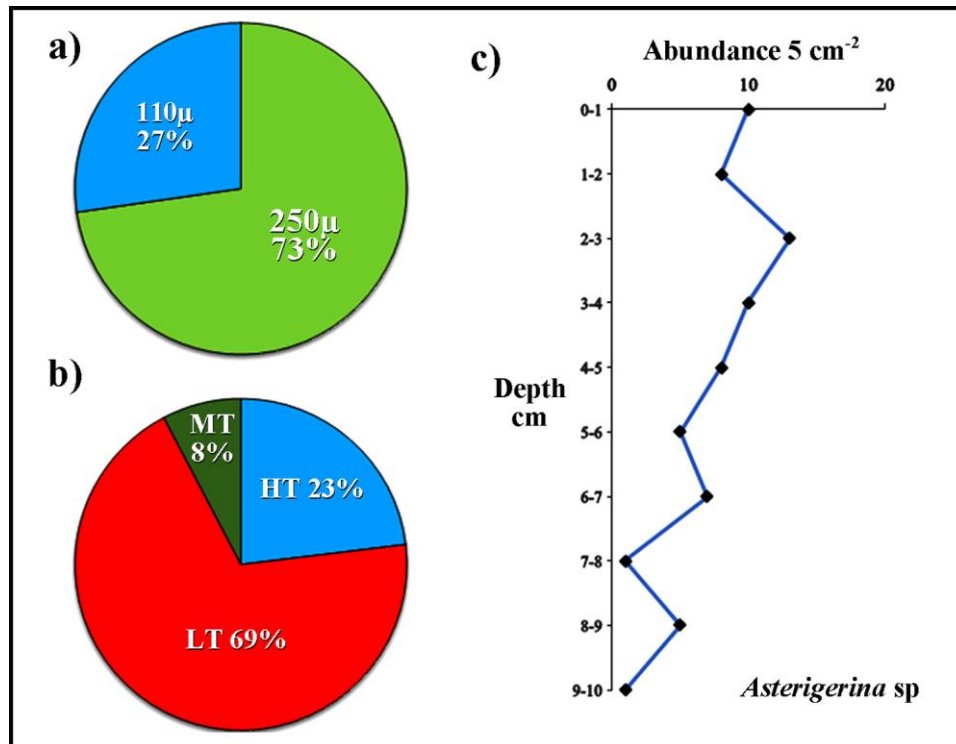 a)
110µ
27%
250µ
73%
b)
MT
8%
HT 23%
LT 69%
c)
Abundance 5 cm⁻²
0
10
20
0-1
1-2
2-3
3-4
4-5
5-6
6-7
7-8
8-9
9-10
Depth
cm
Asterigerina sp